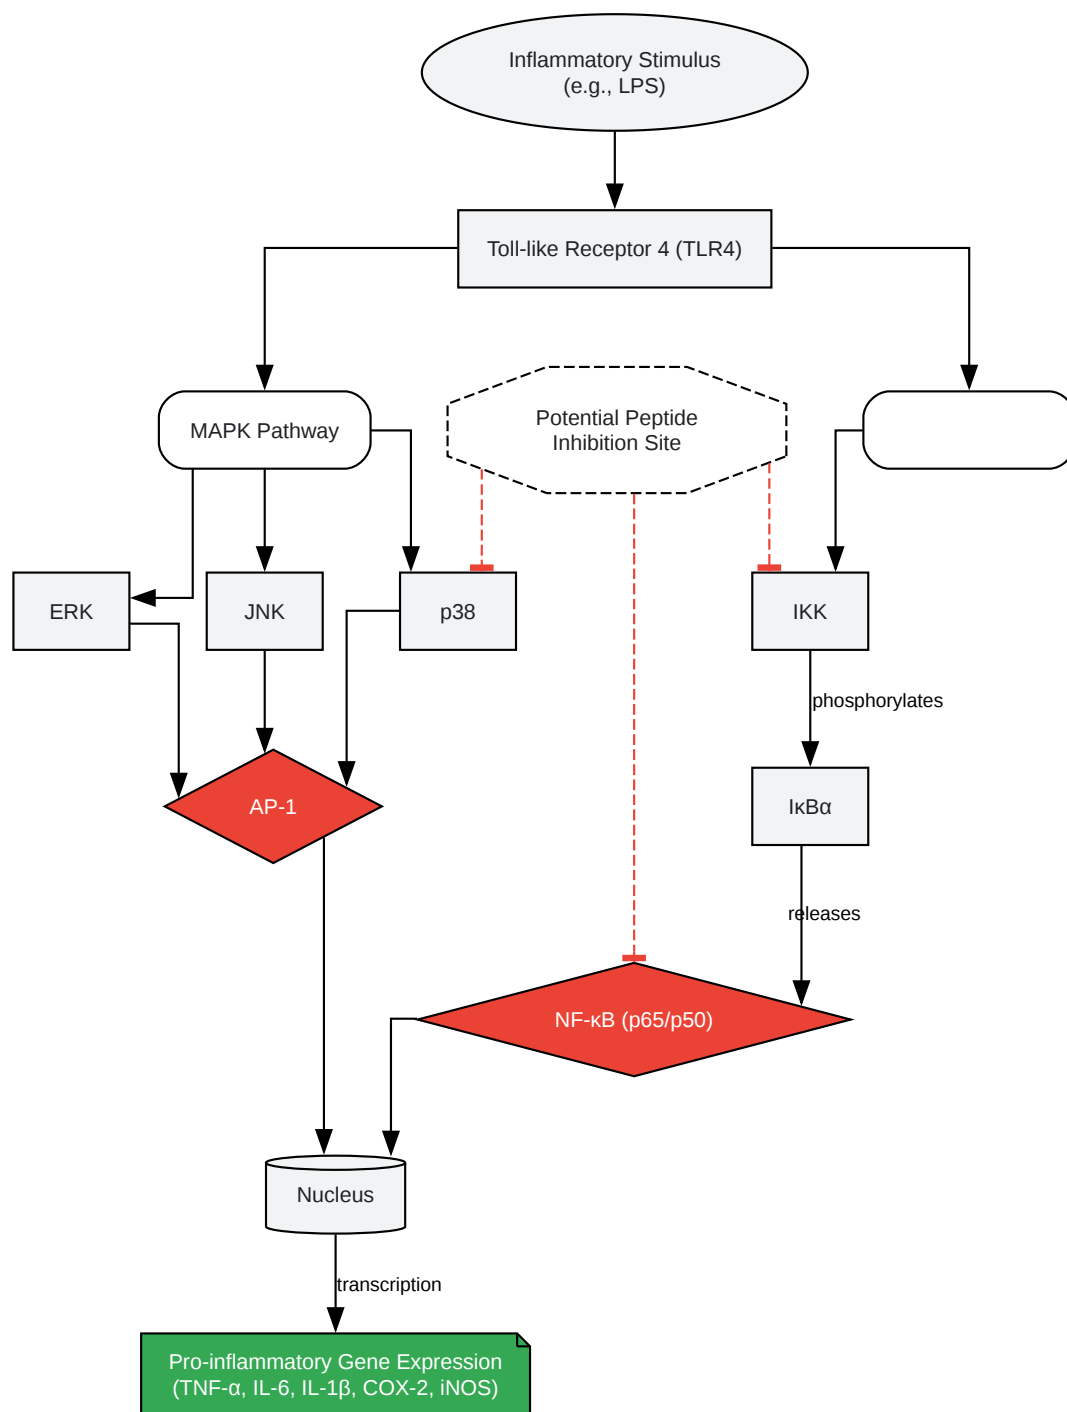 Inflammatory Stimulus
(e.g., LPS)
Toll-like Receptor 4 (TLR4)
MAPK Pathway
Potential Peptide
Inhibition Site
ERK
JNK
p38
IKK
phosphorylates
AP-1
IκBα
releases
NF-κB (p65/p50)
Nucleus
transcription
Pro-inflammatory Gene Expression
(TNF-α, IL-6, IL-1β, COX-2, iNOS)